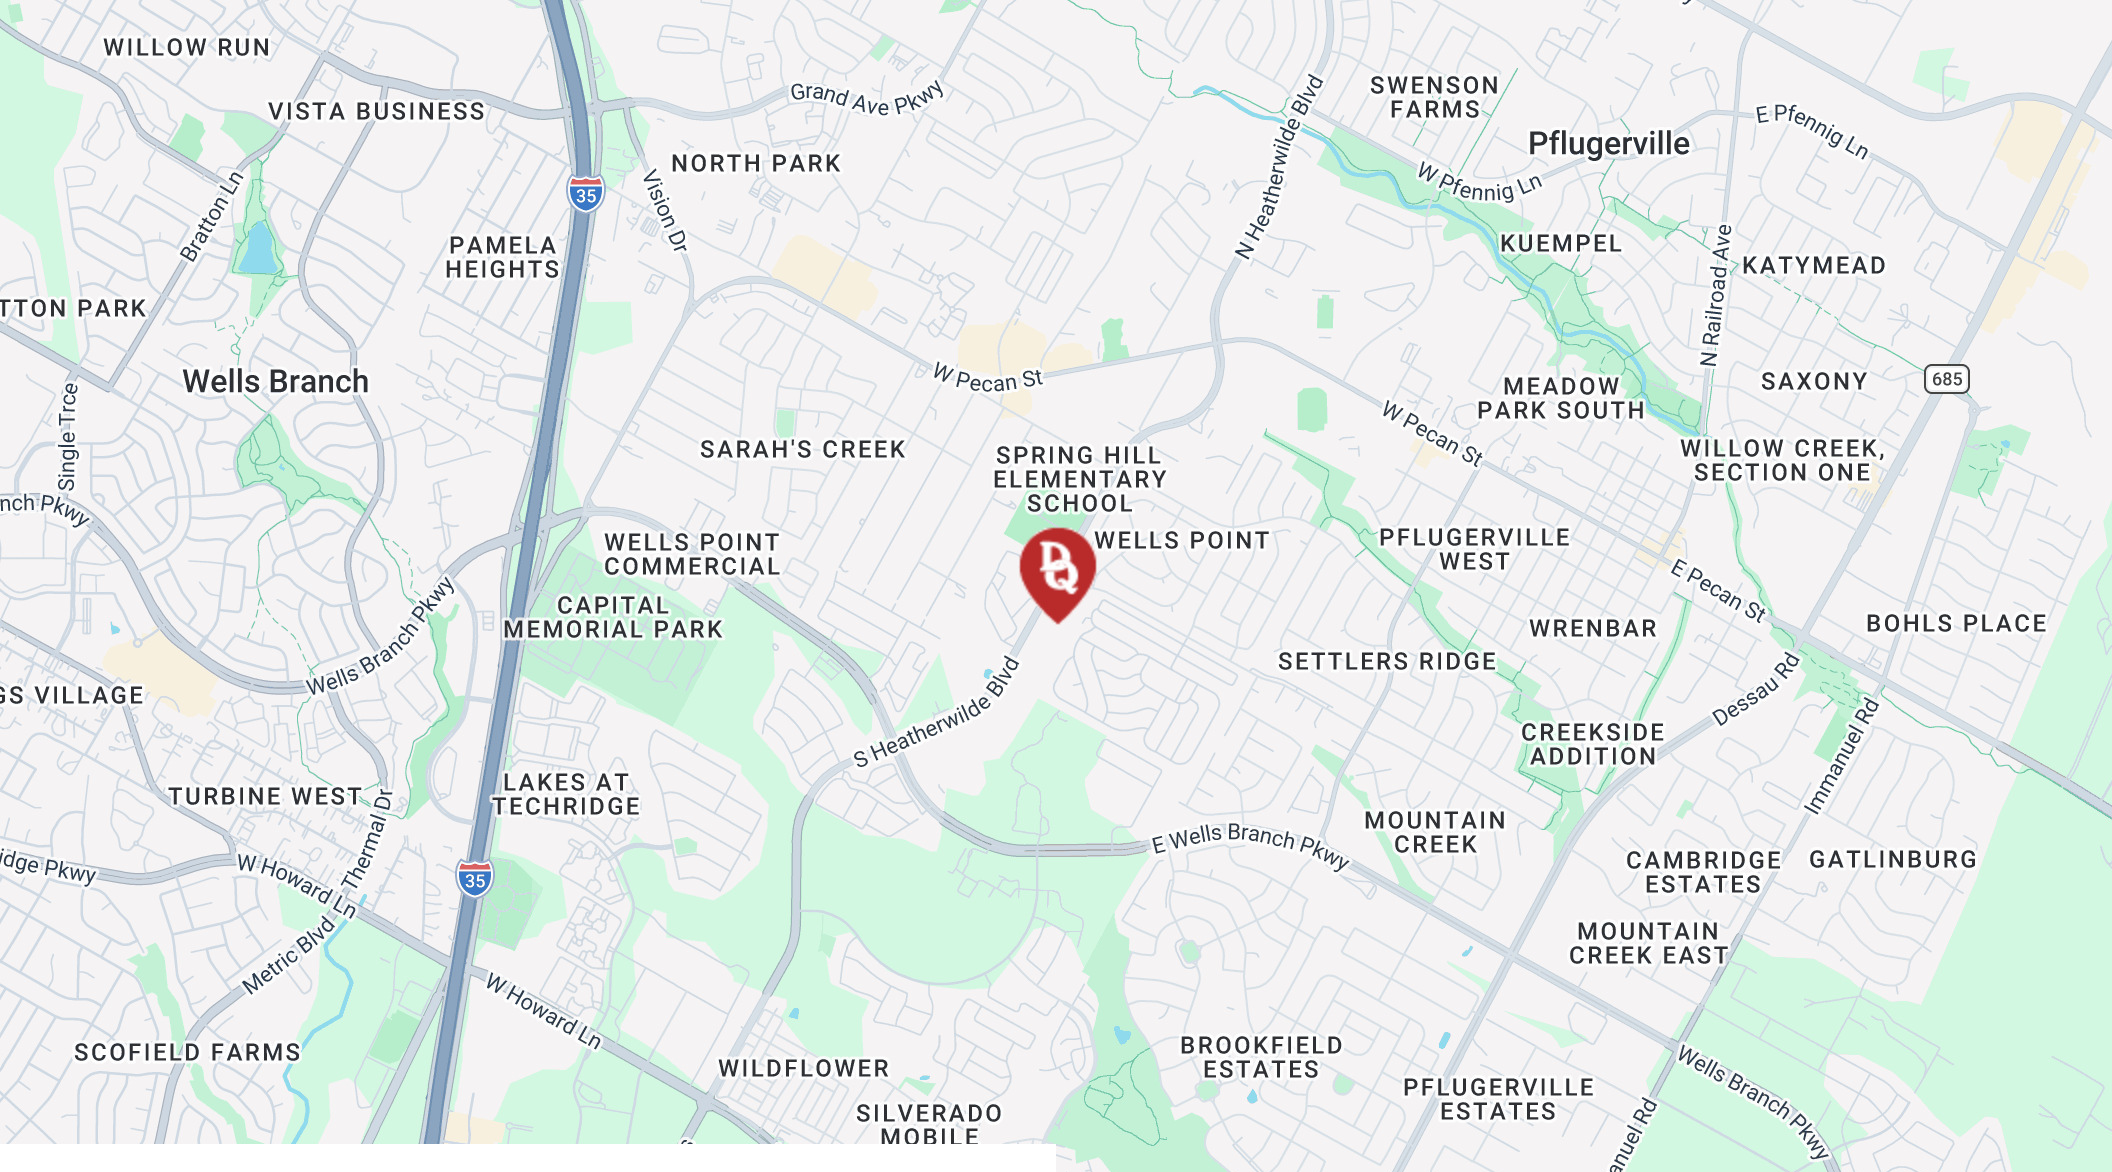 WILLOW RUN
VISTA BUSINESS
Grand Ave Pkwy
SWENSON
FARMS
Pflugerville
E Pfennig Ln
NORTH PARK
35
Vision Dr
Bratton Ln
N Heatherwilde Blvd
W Pfennig Ln
PAMELA
HEIGHTS
KUEMPEL
KATYMEAD
N Railroad Ave
TTON PARK
Wells Branch
W Pecan St
MEADOW
PARK SOUTH
SAXONY
685
Single Trce
W Pecan St
SARAH'S CREEK
SPRING HILL
ELEMENTARY
SCHOOL
WILLOW CREEK,
SECTION ONE
nch Pkwy
WELLS POINT
COMMERCIAL
WELLS POINT
DQ
PFLUGERVILLE
WEST
E Pecan St
CAPITAL
MEMORIAL PARK
WRENBAR
BOHLS PLACE
Wells Branch Pkwy
SETTLERS RIDGE
GS VILLAGE
S Heatherwilde Blvd
Dessau Rd
CREEKSIDE
ADDITION
Immanuel Rd
TURBINE WEST
LAKES AT
TECHRIDGE
Thermal Dr
MOUNTAIN
CREEK
E Wells Branch Pkwy
idge Pkwy
W Howard Ln
35
CAMBRIDGE
ESTATES
GATLINBURG
Metric Blvd
MOUNTAIN
CREEK EAST
W Howard Ln
SCOFIELD FARMS
WILDFLOWER
BROOKFIELD
ESTATES
PFLUGERVILLE
ESTATES
Wells Branch Pkwy
SILVERADO
MOBILE
anuel Rd